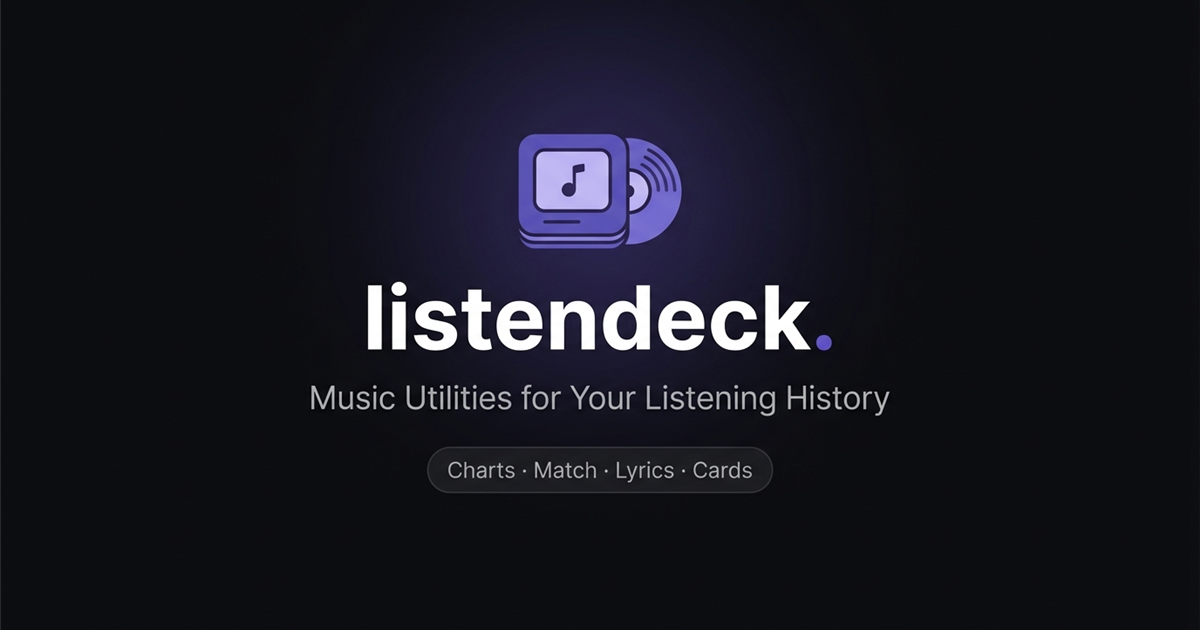 listendeck.
Music Utilities for Your Listening History
Charts · Match · Lyrics · Cards